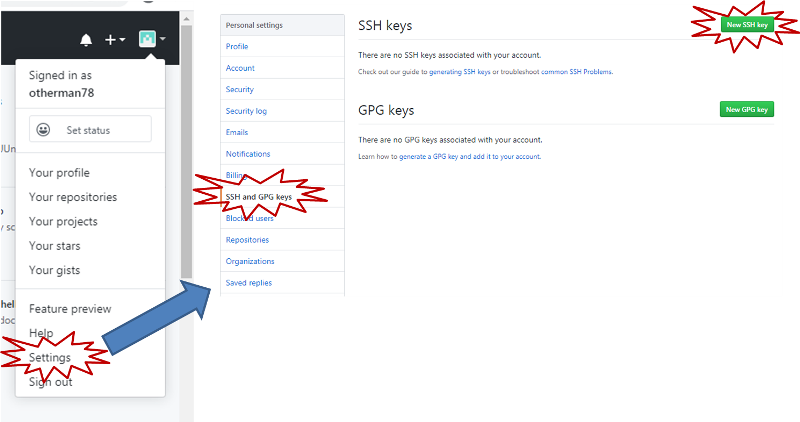 Signed in as
otherman78
Set status
Your profile
Your repositories
Your projects
Your stars
Your gists
Feature preview
Help
Settings
Sign out
Personal settings
Profile
Account
Security
Security log
Emails
Notifications
Billing
SSH and GPG keys
Blocked users
Repositories
Organizations
Saved replies
SSH keys
New SSH key
There are no SSH keys associated with your account.
Check out our guide to generating SSH keys or troubleshoot common SSH Problems.
GPG keys
New GPG key
There are no GPG keys associated with your account.
Learn how to generate a GPG key and add it to your account.